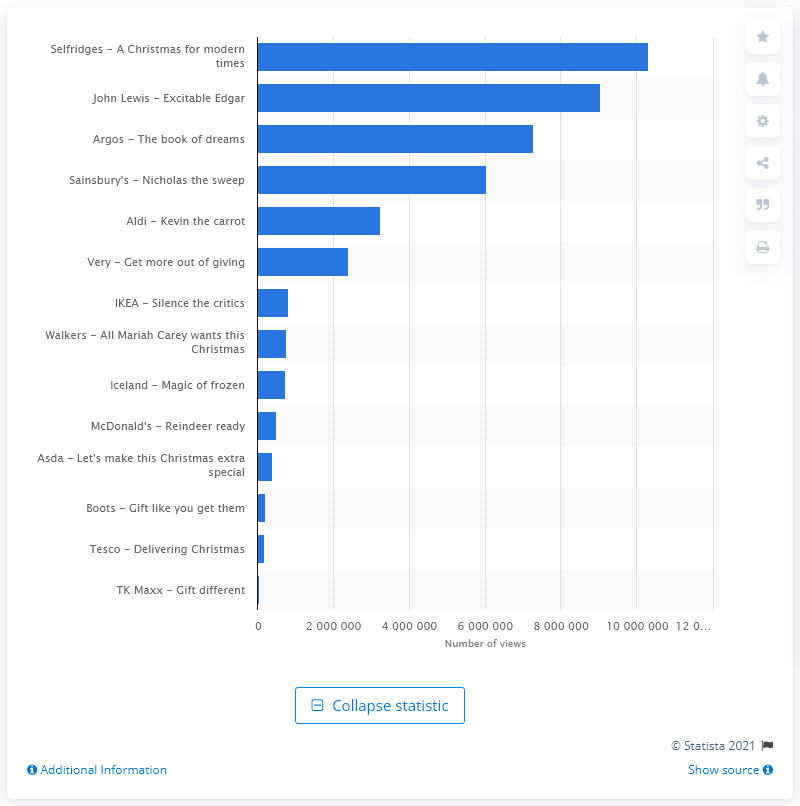 Selfridges - A Christmas for modern
times
John Lewis - Excitable Edgar
Argos - The book of dreams
Sainsbury's - Nicholas the sweep
Aldi - Kevin the carrot
Very - Get more out of giving
IKEA - Silence the critics
Walkers - All Mariah Carey wants this
Christmas
Iceland - Magic of frozen
McDonald's - Reindeer ready
Asda - Let's make this Christmas extra
special
Boots - Gift like you get them
Tesco - Delivering Christmas
TK Maxx - Gift different
0 2 000 000 4 000 000 6 000 000 8 000 000 10 000 000 12 0...
Number of views
Collapse statistic
© Statista 2021
Additional Information
Show source